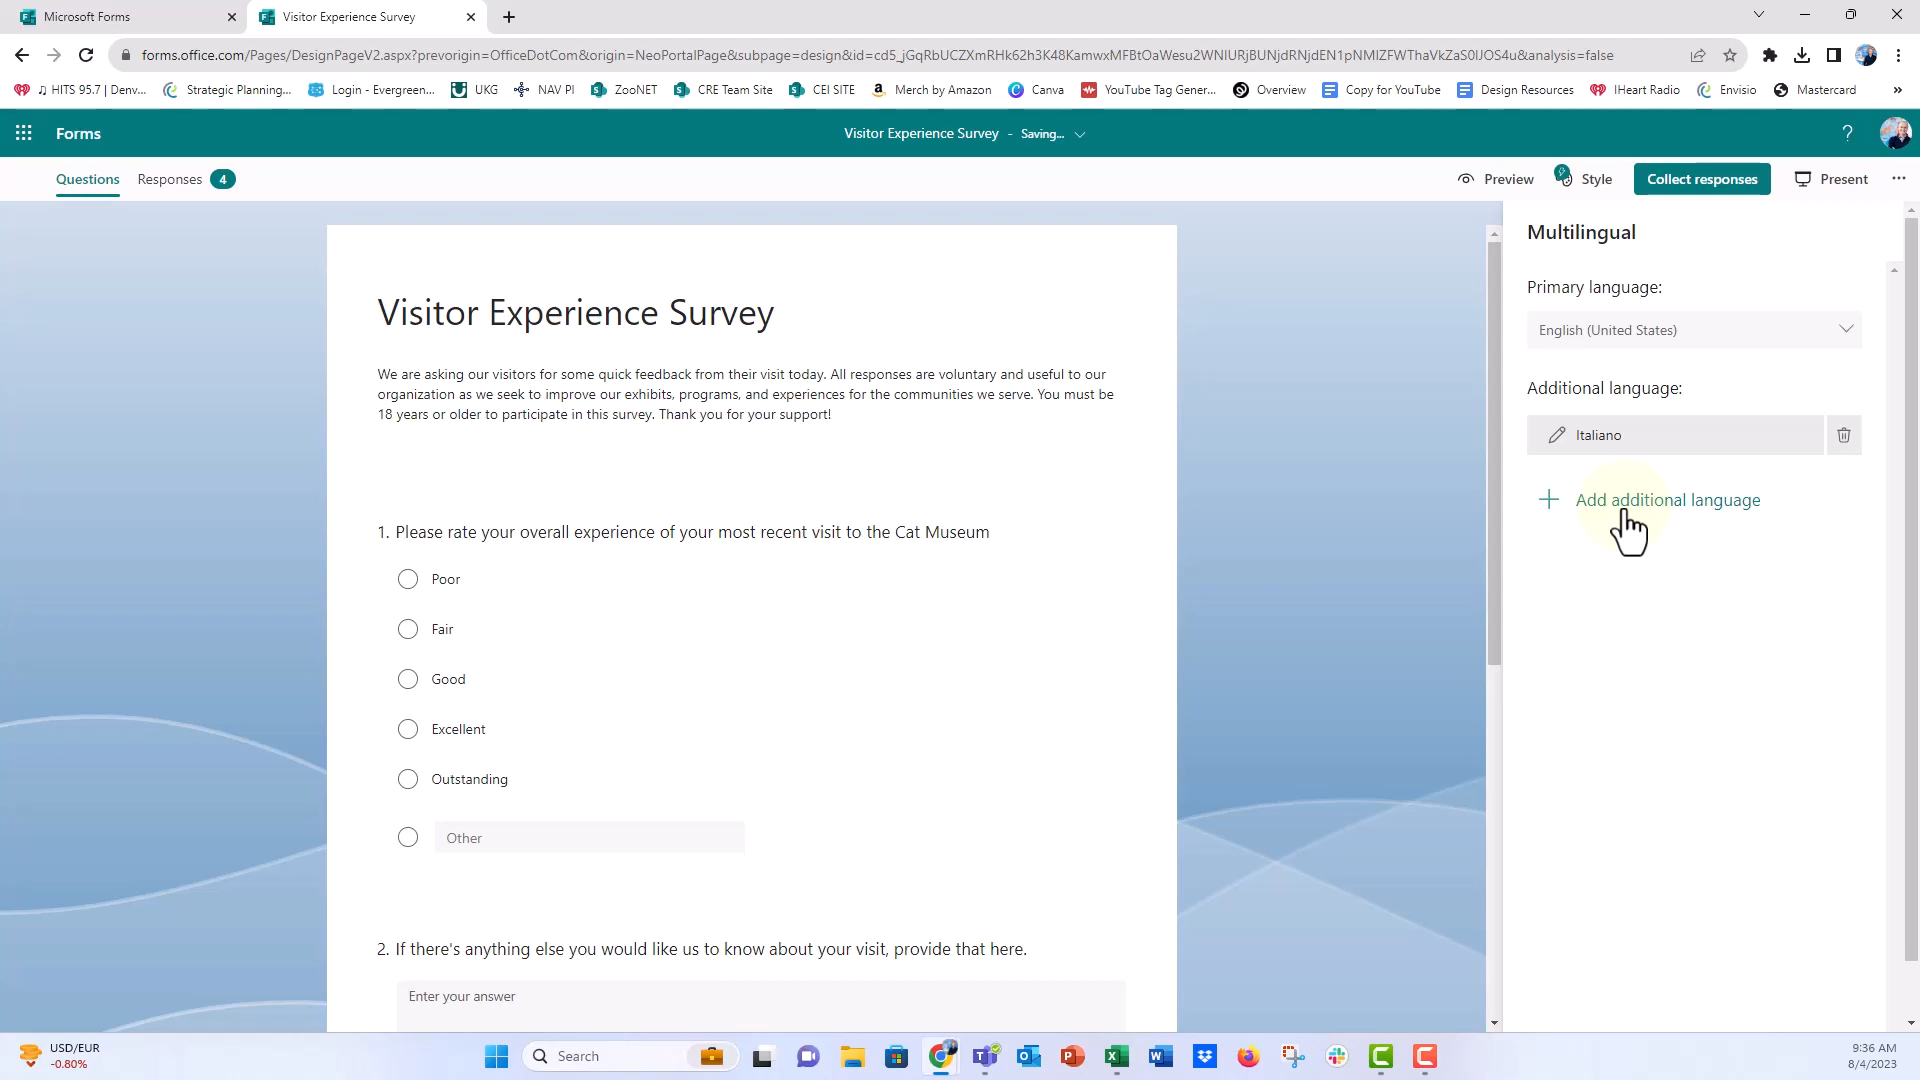 Microsoft Forms
Visitor Experience Survey
forms.office.com/Pages/DesignPageV2.aspx?prevorigin=OfficeDotCom&origin=NeoPortalPage&subpage=design&id=cd5_jGqRbUCZXmRHk62h3K48KamwxMFBtOaWesu2WNlURjBUNjdRNjdEN1pNMlZFWThaVkZaS0lJOS4u&analysis=false
HITS 95.7 | Denv...
Strategic Planning...
Login - Evergreen...
UKG
NAV PI
ZooNET
CRE Team Site
CEI SITE
Merch by Amazon
Canva
YouTube Tag Gener...
Overview
Copy for YouTube
Design Resources
IHeart Radio
Envisio
Mastercard
»
Forms
Visitor Experience Survey - Saving...
?
Questions
Responses 4
Preview
Style
Collect responses
Present
...
Visitor Experience Survey
We are asking our visitors for some quick feedback from their visit today. All responses are voluntary and useful to our
organization as we seek to improve our exhibits, programs, and experiences for the communities we serve. You must be
18 years or older to participate in this survey. Thank you for your support!
1. Please rate your overall experience of your most recent visit to the Cat Museum
Poor
Fair
Good
Excellent
Outstanding
Other
2. If there's anything else you would like us to know about your visit, provide that here.
Enter your answer
Multilingual
Primary language:
English (United States)
Additional language:
Italiano
Add additional language
USD/EUR
-0.80%
Search
9:36 AM
8/4/2023